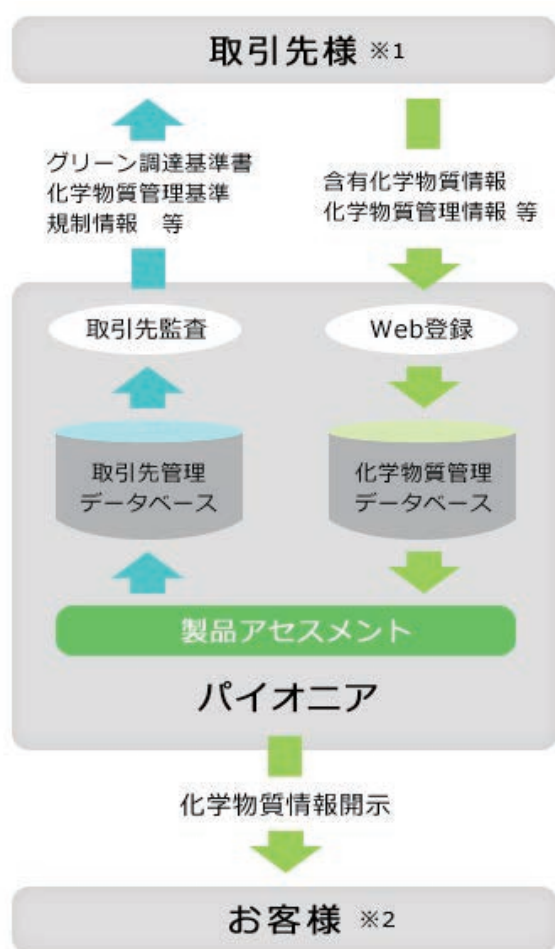 取引先様 ※1
グリーン調達基準書
化学物質管理基準
規制情報　等
含有化学物質情報
化学物質管理情報 等
取引先監査
Web登録
取引先管理
データベース
化学物質管理
データベース
製品アセスメント
パイオニア
化学物質情報開示
お客様 ※2